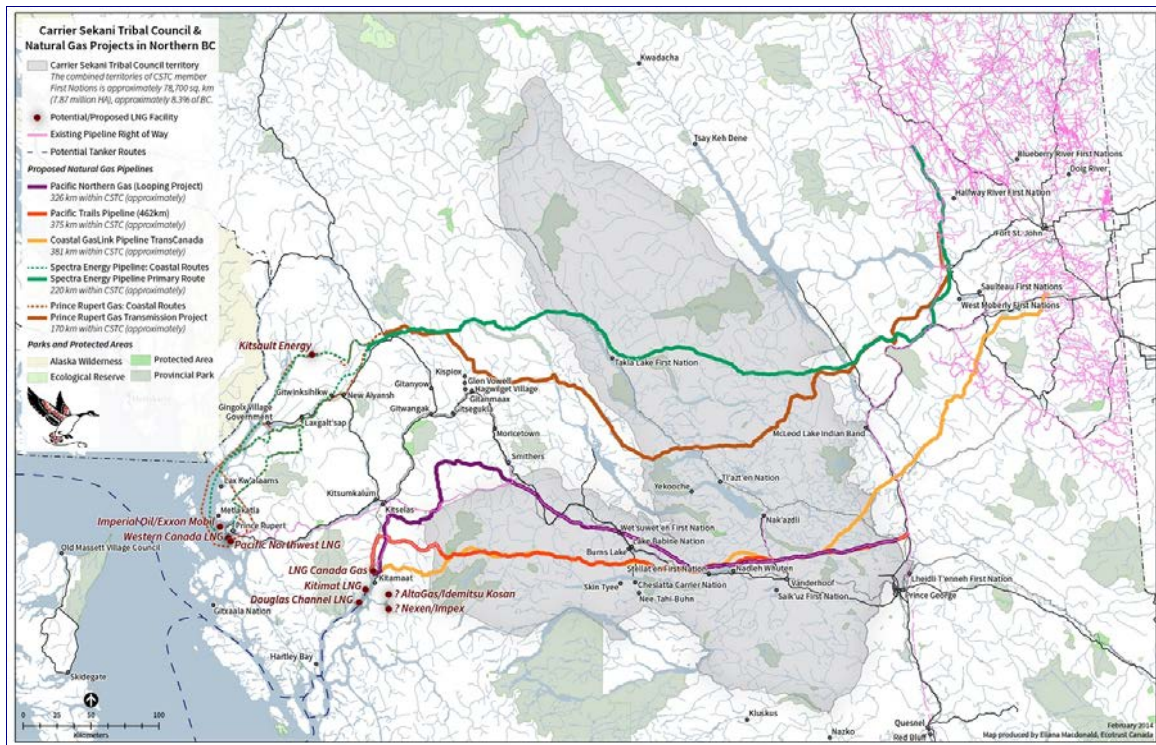 Carrier Sekani Tribal Council &
Natural Gas Projects in Northern BC
Carrier Sekani Tribal Council territory
The combined territories of CSTC member
First Nations is approximately 78,700 sq. km
(7.87 million HA), approximately 8.3% of BC.
Potential/Proposed LNG Facility
Existing Pipeline Right of Way
Potential Tanker Routes
Proposed Natural Gas Pipelines
Pacific Northern Gas (Looping Project)
326 km within CSTC (approximately)
Pacific Trails Pipeline (462km)
375 km within CSTC (approximately)
Coastal GasLink Pipeline TransCanada
381 km within CSTC (approximately)
Spectra Energy Pipeline: Coastal Routes
Spectra Energy Pipeline Primary Route
220 km within CSTC (approximately)
Prince Rupert Gas: Coastal Routes
Prince Rupert Gas Transmission Project
170 km within CSTC (approximately)
Parks and Protected Areas
Alaska Wilderness
Protected Area
Ecological Reserve
Provincial Park
Kwadacha
Tsay Keh Dene
Blueberry River First Nations
Doig River
Halfway River First Nation
Fort St. John
Saulteau First Nations
West Moberly First Nations
Kitsault Energy
Takla Lake First Nation
Kispiox
Glen Vowell
Hagwilget Village
Gitanmaax
Gitanyow
Gitsegukla
Gitwangak
Gitwinksihlkw
New Aiyansh
Gingolx Village
Government
Laxgalt'sap
Moricetown
McLeod Lake Indian Band
Smithers
Tl'azt'en Nation
Yekooche
Lax Kw'alaams
Kitsumkalum
Kitselas
Metlakatla
Nak'azdli
Imperial Oil/Exxon Mobil
Prince Rupert
Western Canada LNG
Pacific Northwest LNG
Wet'suwet'en First Nation
Lake Babine Nation
Burns Lake
Old Massett Village Council
LNG Canada Gas
Stellat'en First Nation
Nadleh Whuten
Kitamaat
Kitimat LNG
Skin Tyee
Cheslatta Carrier Nation
Nee-Tahi-Buhn
Vanderhoof
Saik'uz First Nation
Lheidli T'enneh First Nation
Prince George
? AltaGas/Idemitsu Kosan
Douglas Channel LNG
? Nexen/Impex
Gitxaala Nation
Hartley Bay
Skidegate
Kluskus
Nazko
Quesnel
Red Bluff
0 25 50 100
Kilometers
February 2014
Map produced by Eliana Macdonald, Ecotrust Canada